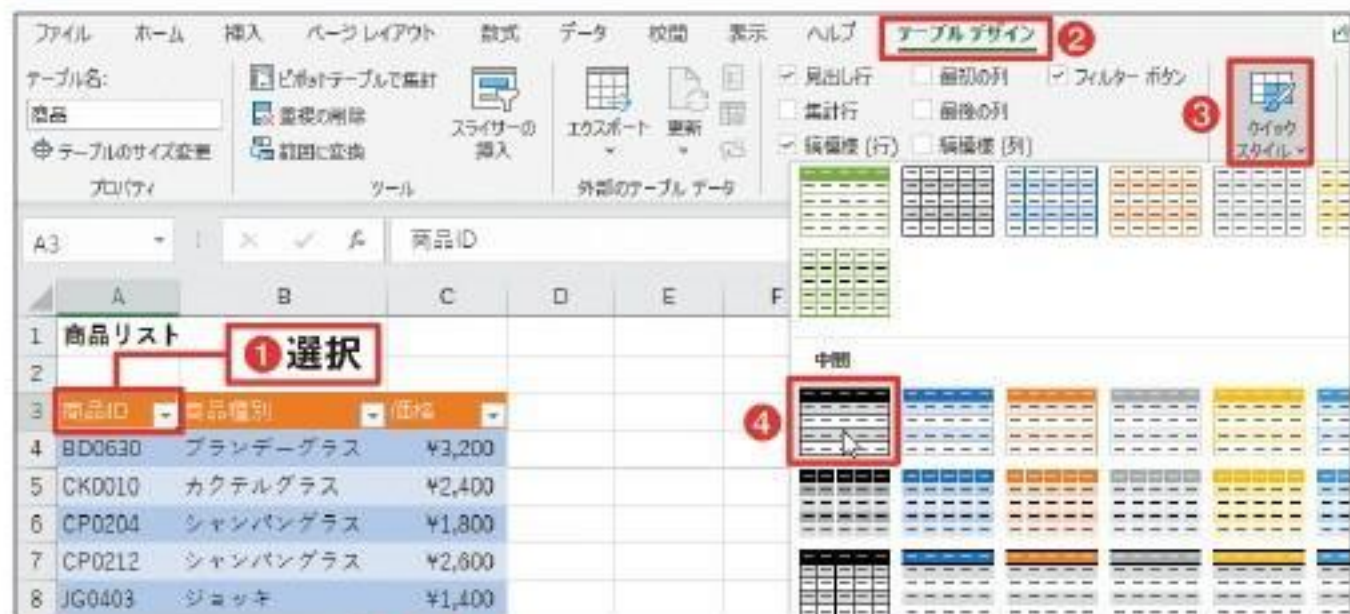 ファイル ホーム 挿入 ページ レイアウト 数式 データ 校閲 表示 ヘルプ テーブル デザイン ❷
テーブル名:
商品
テーブルのサイズ変更
プロパティ
ピボットテーブルで集計
重複の削除
範囲に変換
スライサーの
挿入
ツール
エクスポート 更新
外部のテーブル データ
見出し行 最初の列 フィルター ボタン
集計行 最後の列
縞模様 (行) 縞模様 (列)
❸
クイック
スタイル
A3 商品ID
A B C D E F
1 商品リスト
❶選択
2
3 商品ID 商品種別 価格
4 BD0630 ブランデーグラス ¥3,200
5 CK0010 カクテルグラス ¥2,400
6 CP0204 シャンパングラス ¥1,800
7 CP0212 シャンパングラス ¥2,600
8 JG0403 ジョッキ ¥1,400
中間
❹